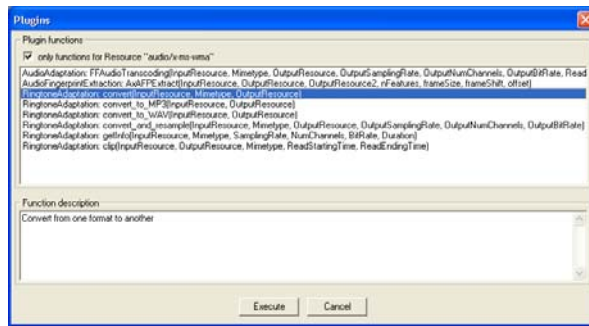 Plugins
Plugin functions
only functions for Resource "audio/x-ms-wma"
AudioAdaptation: FFAudioTranscoding(InputResource, Mimetype, OutputResource, OutputSamplingRate, OutputNumChannels, OutputBitRate, Read
AudioFingerprintExtraction: AxAFPExtract(InputResource, OutputResource, OutputResource2, nFeatures, frameSize, frameShift, offset)
RingtoneAdaptation: convert(InputResource, Mimetype, OutputResource)
RingtoneAdaptation: convert_to_MP3(InputResource, OutputResource)
RingtoneAdaptation: convert_to_WAV(InputResource, OutputResource)
RingtoneAdaptation: convert_and_resample(InputResource, Mimetype, OutputResource, OutputSamplingRate, OutputNumChannels, OutputBitRate)
RingtoneAdaptation: getInfo(InputResource, Mimetype, SamplingRate, NumChannels, BitRate, Duration)
RingtoneAdaptation: clip(InputResource, OutputResource, Mimetype, ReadStartingTime, ReadEndingTime)
Function description
Convert from one format to another
Execute Cancel